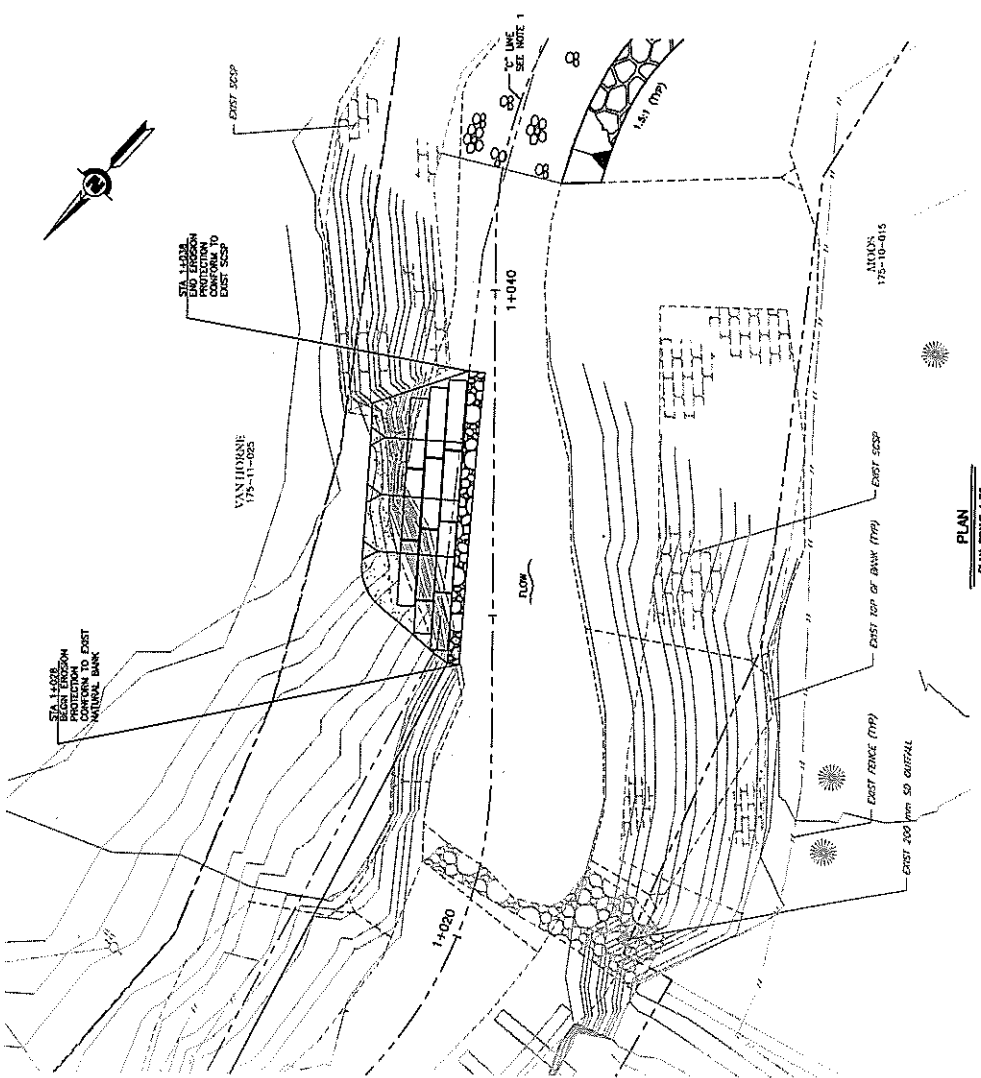 EXIST SCSP
"C" LINE
SEE NOTE 1
1.5:1 (TYP)
N
STA 1+038
END EROSION
PROTECTION
CONFORM TO
EXIST SCSP
1+040
MOOS
175-10-015
VAN HORNE
175-11-025
FLOW
EXIST SCSP
EXIST TOP OF BANK (TYP)
EXIST FENCE (TYP)
EXIST 200 mm SD OUTFALL
STA 1+028
BEGIN EROSION
PROTECTION
CONFORM TO EXIST
NATURAL BANK
1+020
PLAN